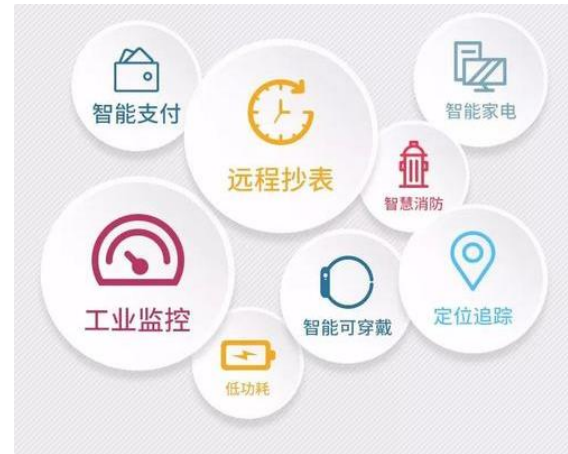 智能支付
远程抄表
智能家电
智慧消防
工业监控
智能可穿戴
定位追踪
低功耗